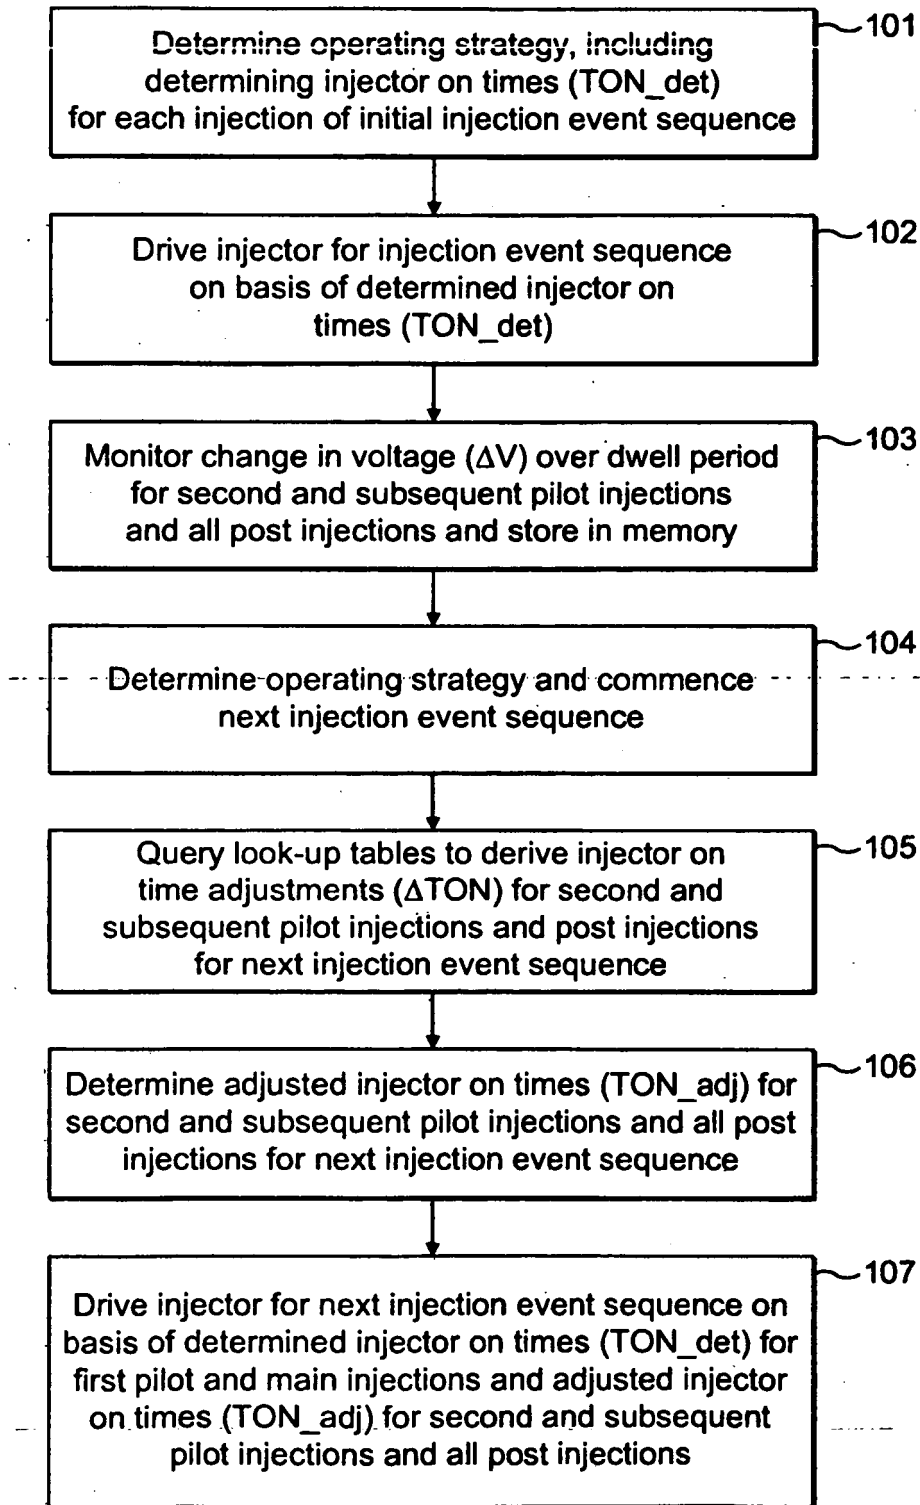 101
Determine operating strategy, including
determining injector on times (TON_det)
for each injection of initial injection event sequence
102
Drive injector for injection event sequence
on basis of determined injector on
times (TON_det)
103
Monitor change in voltage (ΔV) over dwell period
for second and subsequent pilot injections
and all post injections and store in memory
104
Determine operating strategy and commence
next injection event sequence
105
Query look-up tables to derive injector on
time adjustments (ΔTON) for second and
subsequent pilot injections and post injections
for next injection event sequence
106
Determine adjusted injector on times (TON_adj) for
second and subsequent pilot injections and all post
injections for next injection event sequence
107
Drive injector for next injection event sequence on
basis of determined injector on times (TON_det) for
first pilot and main injections and adjusted injector
on times (TON_adj) for second and subsequent
pilot injections and all post injections